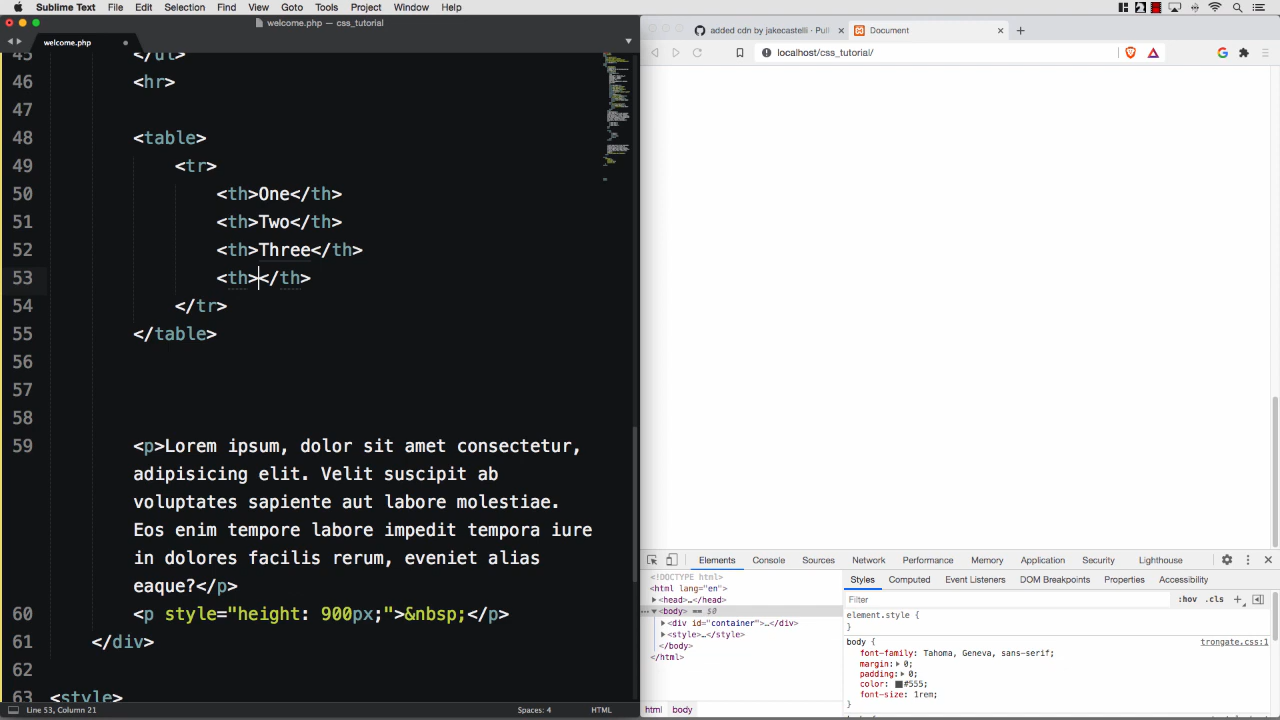 Sublime Text File Edit Selection Find View Goto Tools Project Window Help
welcome.php — css_tutorial
welcome.php
45 </ul>
46 <hr>
47
48 <table>
49 <tr>
50 <th>One</th>
51 <th>Two</th>
52 <th>Three</th>
53 <th></th>
54 </tr>
55 </table>
56
57
58
59 <p>Lorem ipsum, dolor sit amet consectetur,
adipisicing elit. Velit suscipit ab
voluptates sapiente aut labore molestiae.
Eos enim tempore labore impedit tempora iure
in dolores facilis rerum, eveniet alias
eaque?</p>
60 <p style="height: 900px;">&nbsp;</p>
61 </div>
62
63 <style>
Line 53, Column 21 Spaces: 4 HTML
added cdn by jakecastelli · Pull Document
localhost/css_tutorial/
Elements Console Sources Network Performance Memory Application Security Lighthouse
<!DOCTYPE html>
<html lang="en">
<head>…</head>
<body> == $0
<div id="container">…</div>
<style>…</style>
</body>
</html>
html body
Styles Computed Event Listeners DOM Breakpoints Properties Accessibility
Filter :hov .cls
element.style {
}
body { trongate.css:1
font-family: Tahoma, Geneva, sans-serif;
margin: 0;
padding: 0;
color: #555;
font-size: 1rem;
}